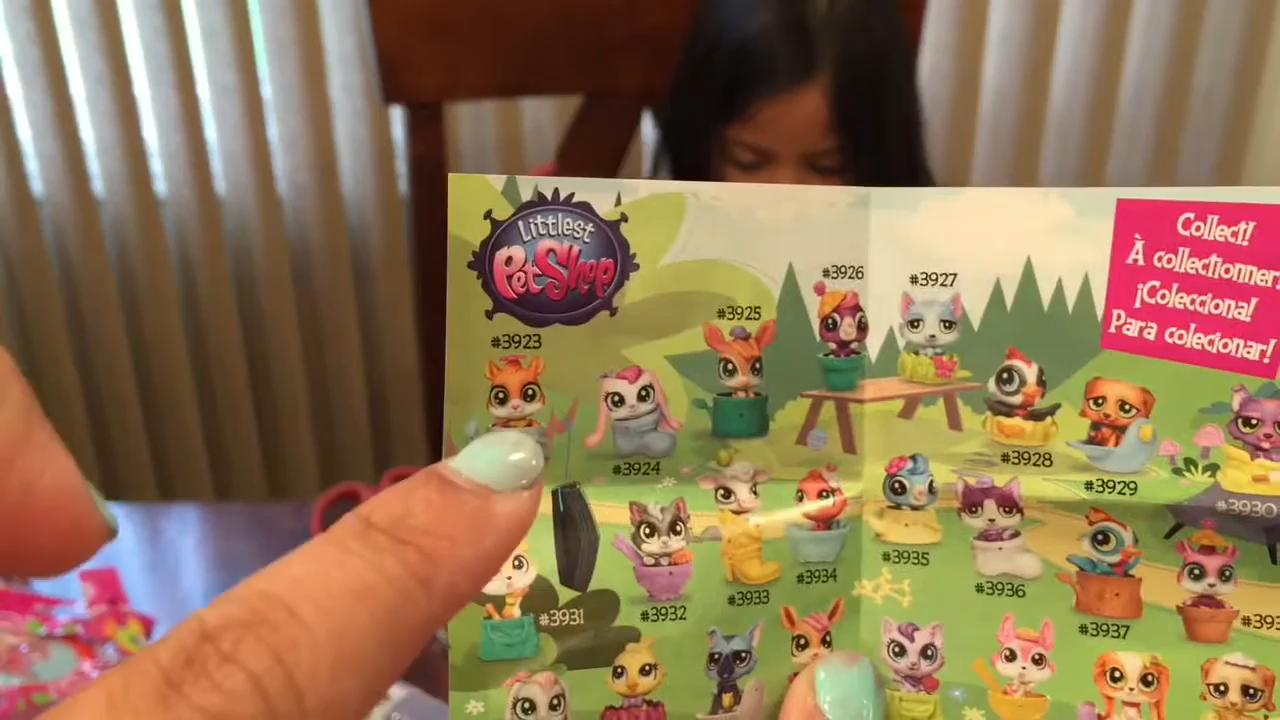 Littlest
PetShop
Collect!
À collectionner!
¡Colecciona!
Para colecionar!
#3923
#3924
#3925
#3926
#3927
#3928
#3929
#3930
#3931
#3932
#3933
#3934
#3935
#3936
#3937